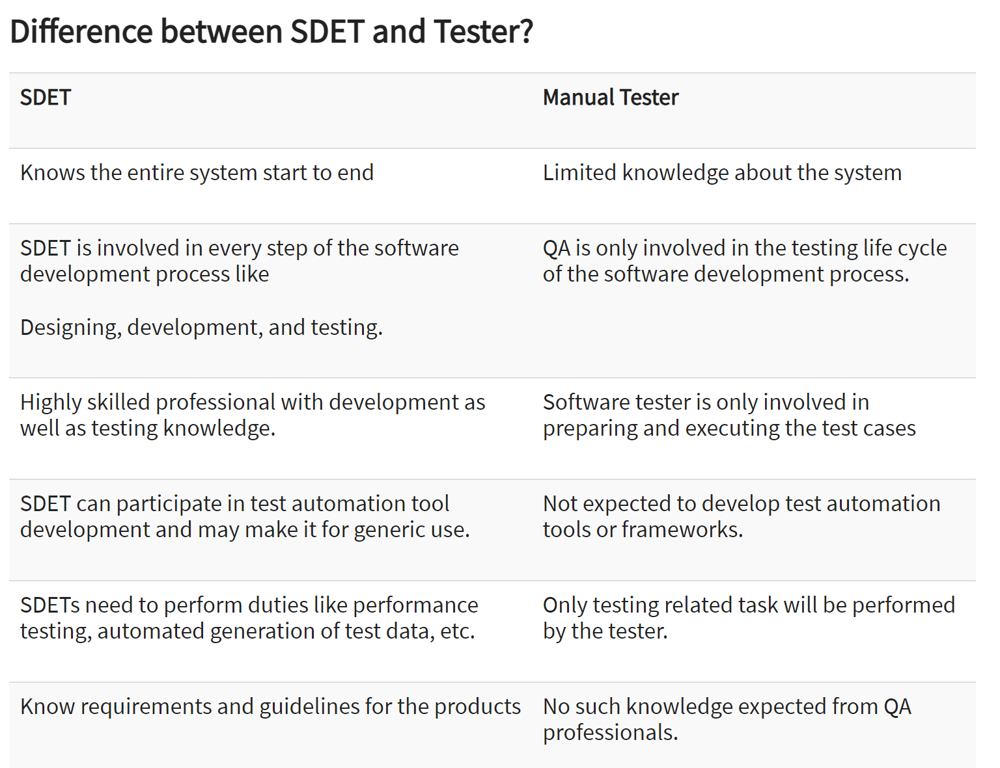 Difference between SDET and Tester?
SDET
Manual Tester
Knows the entire system start to end
Limited knowledge about the system
SDET is involved in every step of the software
development process like
Designing, development, and testing.
QA is only involved in the testing life cycle
of the software development process.
Highly skilled professional with development as
well as testing knowledge.
Software tester is only involved in
preparing and executing the test cases
SDET can participate in test automation tool
development and may make it for generic use.
Not expected to develop test automation
tools or frameworks.
SDETs need to perform duties like performance
testing, automated generation of test data, etc.
Only testing related task will be performed
by the tester.
Know requirements and guidelines for the products
No such knowledge expected from QA
professionals.